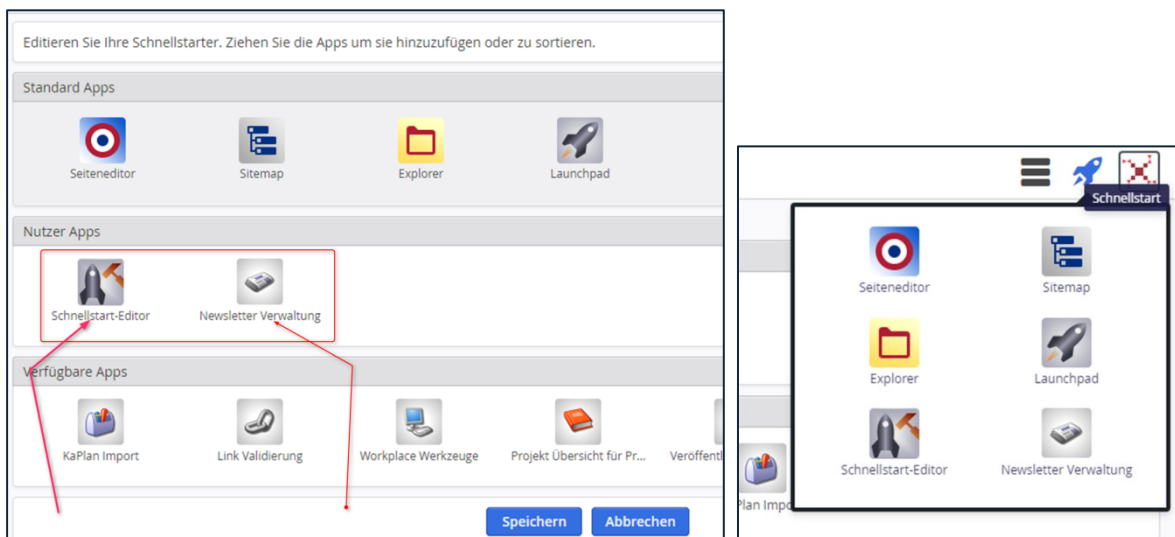 Editieren Sie Ihre Schnellstarter. Ziehen Sie die Apps um sie hinzuzufügen oder zu sortieren.
Standard Apps
Seiteneditor Sitemap Explorer Launchpad
Nutzer Apps
Schnellstart-Editor Newsletter Verwaltung
Verfügbare Apps
KaPlan Import Link Validierung Workplace Werkzeuge Projekt Übersicht für Pr... Veröffentl
Speichern Abbrechen
Schnellstart
Seiteneditor Sitemap
Explorer Launchpad
Schnellstart-Editor Newsletter Verwaltung
Plan Impo